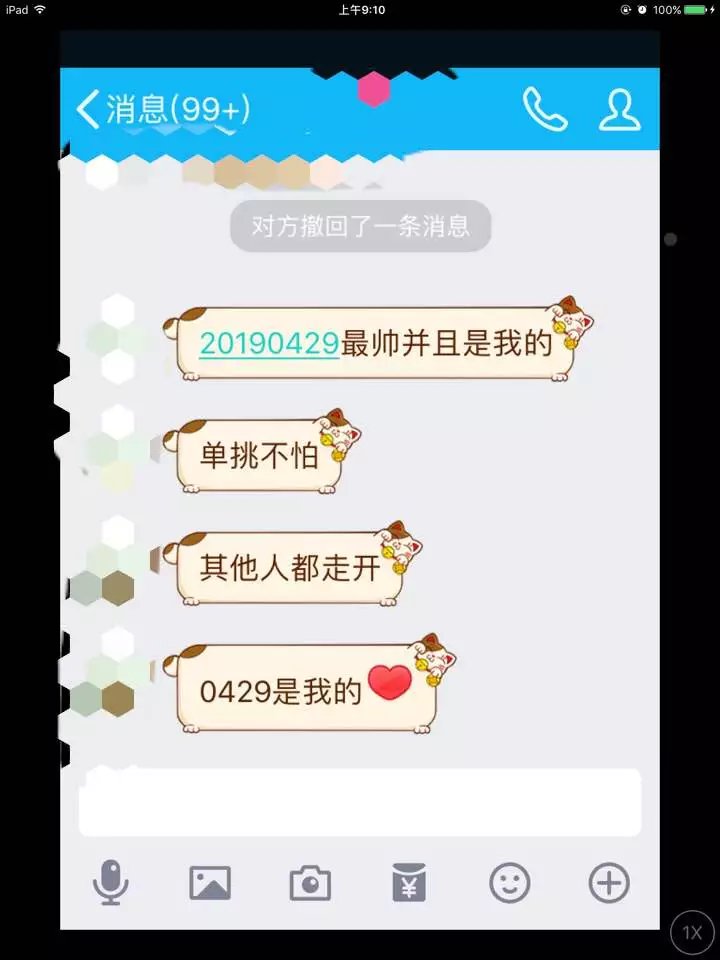 iPad 上午9:10 100%
消息(99+)
对方撤回了一条消息
20190429最帅并且是我的
单挑不怕
其他人都走开
0429是我的
¥
1X